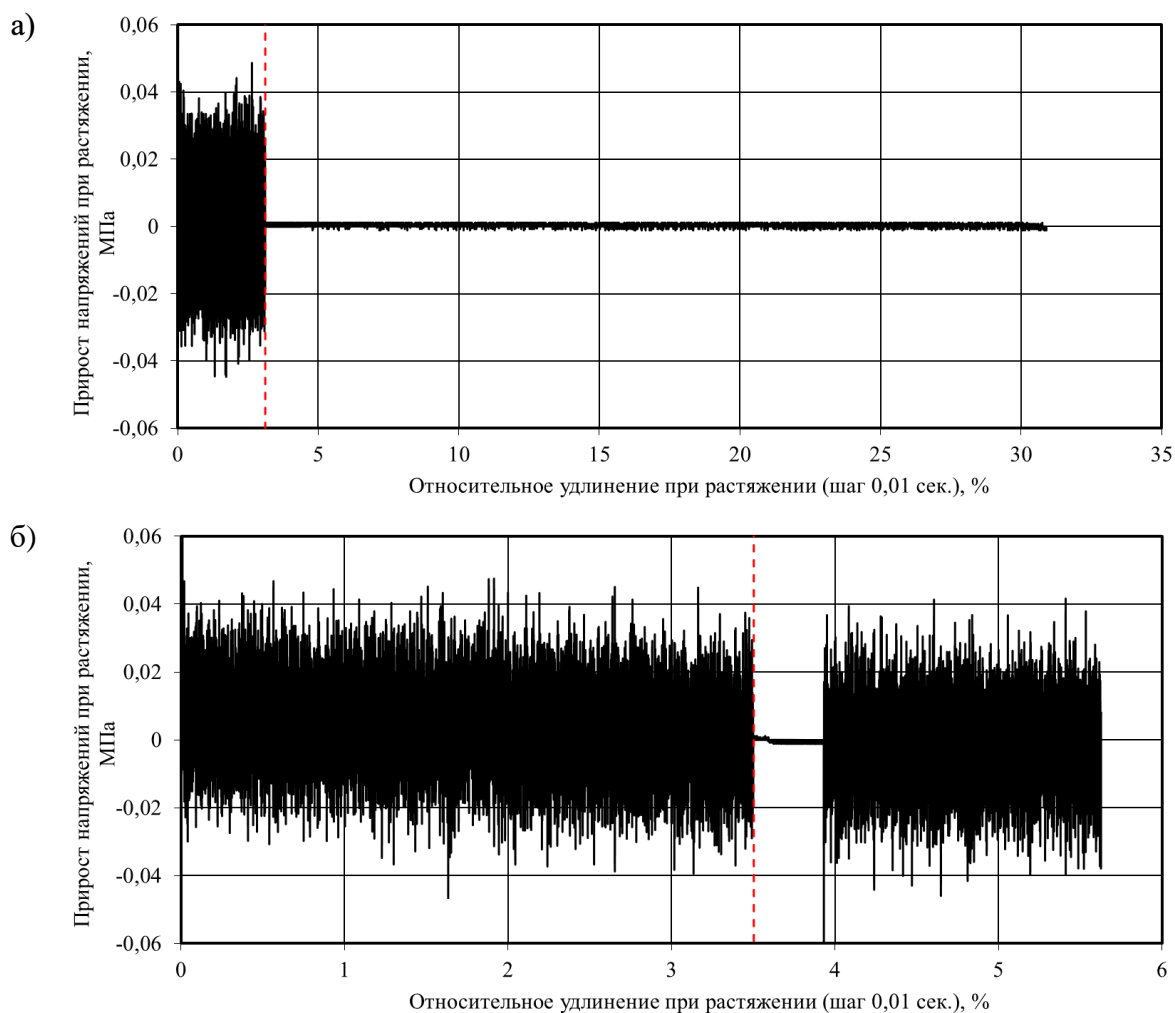 а)
0,06
0,04
0,02
0
-0,02
-0,04
-0,06
Прирост напряжений при растяжении,
МПа
0 5 10 15 20 25 30 35
Относительное удлинение при растяжении (шаг 0,01 сек.), %
б)
0,06
0,04
0,02
0
-0,02
-0,04
-0,06
Прирост напряжений при растяжении,
МПа
0 1 2 3 4 5 6
Относительное удлинение при растяжении (шаг 0,01 сек.), %